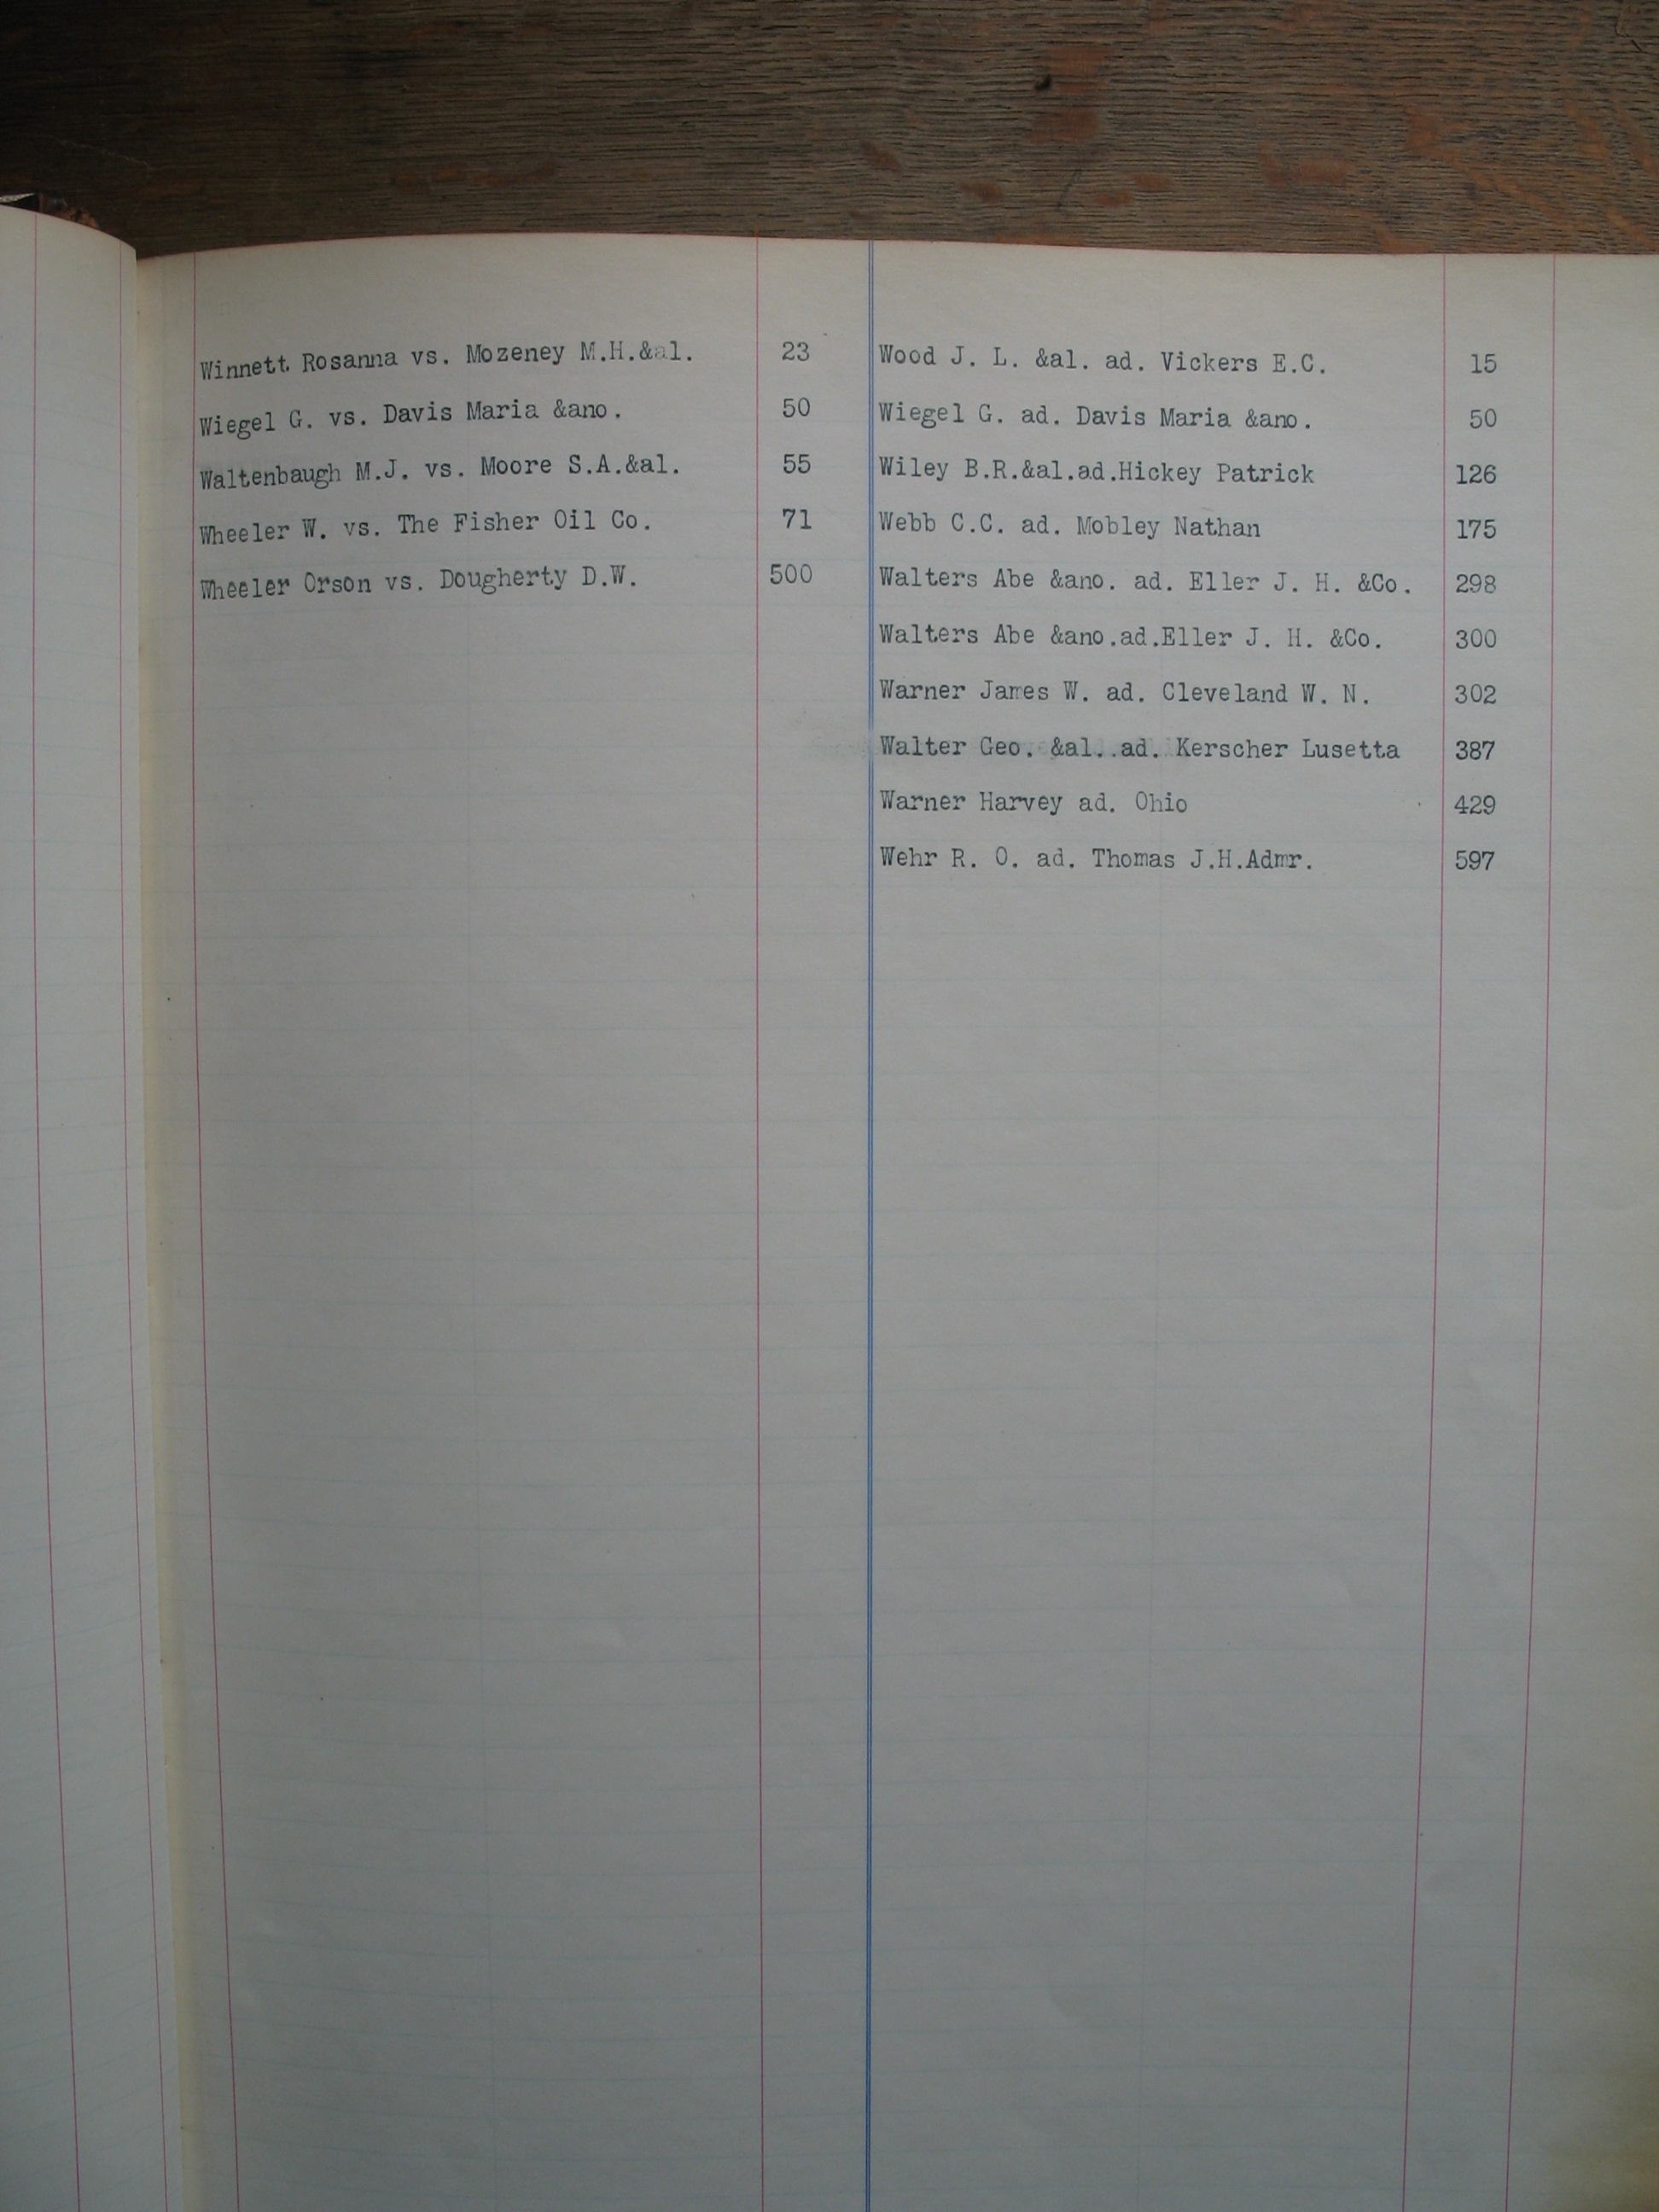 Winnett Rosanna vs. Mozeney M.H.&al. 23
Wiegel G. vs. Davis Maria &ano. 50
Waltenbaugh M.J. vs. Moore S.A.&al. 55
Wheeler W. vs. The Fisher Oil Co. 71
Wheeler Orson vs. Dougherty D.W. 500
Wood J. L. &al. ad. Vickers E.C. 15
Wiegel G. ad. Davis Maria &ano. 50
Wiley B.R.&al.ad.Hickey Patrick 126
Webb C.C. ad. Mobley Nathan 175
Walters Abe &ano. ad. Eller J. H. &Co. 298
Walters Abe &ano.ad.Eller J. H. &Co. 300
Warner James W. ad. Cleveland W. N. 302
Walter Geo. &al..ad. Kerscher Lusetta 387
Warner Harvey ad. Ohio 429
Wehr R. O. ad. Thomas J.H.Admr. 597